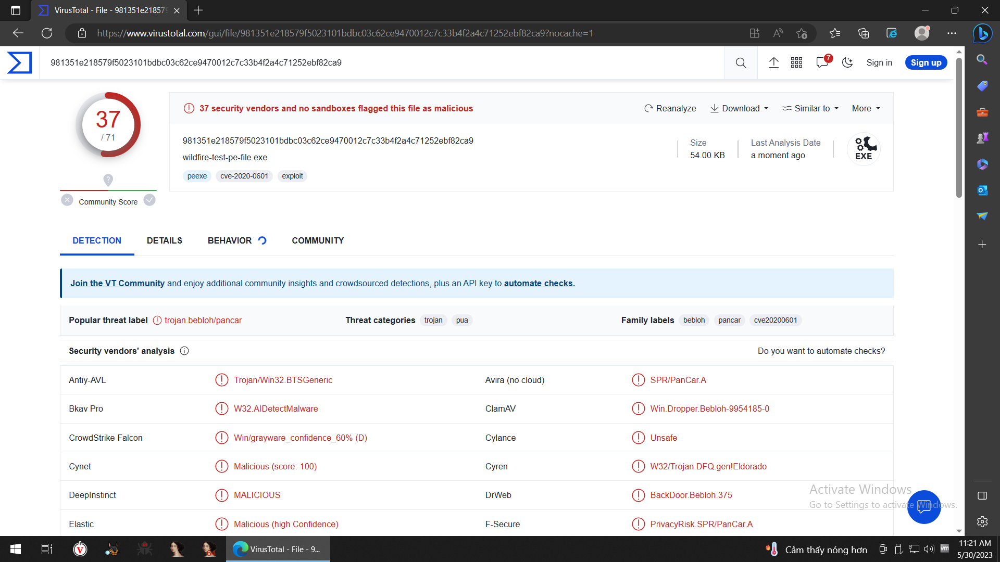 VirusTotal - File - 981351e218579
https://www.virustotal.com/gui/file/981351e218579f5023101bdbc03c62ce9470012c7c33b4f2a4c71252ebf82ca9?nocache=1
981351e218579f5023101bdbc03c62ce9470012c7c33b4f2a4c71252ebf82ca9
7
Sign in
Sign up
37
/ 71
Community Score
37 security vendors and no sandboxes flagged this file as malicious
Reanalyze
Download
Similar to
More
981351e218579f5023101bdbc03c62ce9470012c7c33b4f2a4c71252ebf82ca9
wildfire-test-pe-file.exe
peexe cve-2020-0601 exploit
Size
54.00 KB
Last Analysis Date
a moment ago
EXE
DETECTION DETAILS BEHAVIOR COMMUNITY
Join the VT Community and enjoy additional community insights and crowdsourced detections, plus an API key to automate checks.
Popular threat label trojan.bebloh/pancar Threat categories trojan pua Family labels bebloh pancar cve20200601
Security vendors' analysis Do you want to automate checks?
Antiy-AVL Trojan/Win32.BTSGeneric Avira (no cloud) SPR/PanCar.A
Bkav Pro W32.AIDetectMalware ClamAV Win.Dropper.Bebloh-9954185-0
CrowdStrike Falcon Win/grayware_confidence_60% (D) Cylance Unsafe
Cynet Malicious (score: 100) Cyren W32/Trojan.DFQ.gen!Eldorado
DeepInstinct MALICIOUS DrWeb BackDoor.Bebloh.375
Elastic Malicious (high Confidence) F-Secure PrivacyRisk.SPR/PanCar.A
Activate Windows
Go to Settings to activate Windows.
VirusTotal - File - 9...
Cảm thấy nóng hơn
vm
11:21 AM
5/30/2023